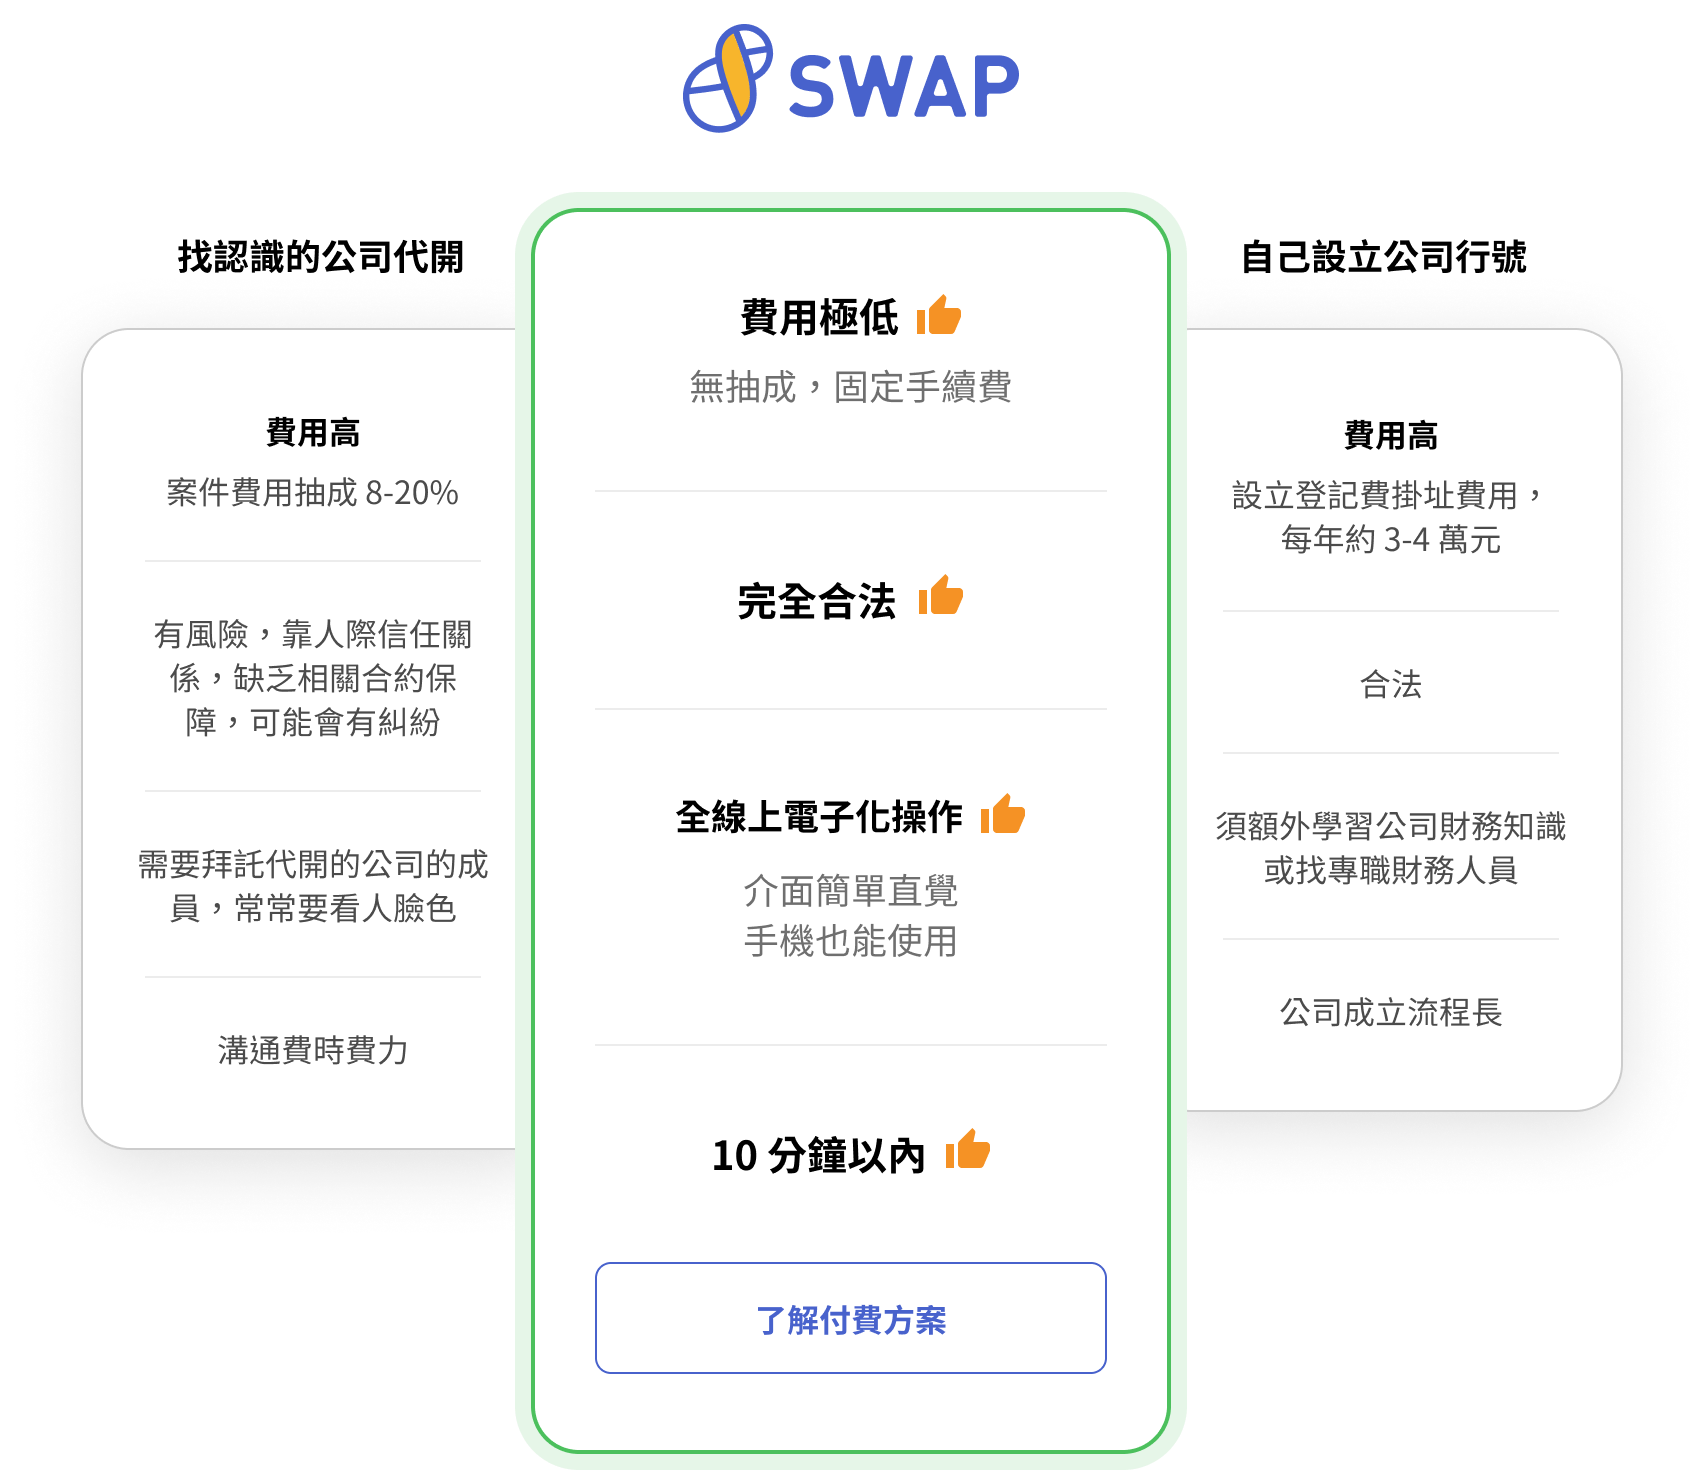 SWAP
找認識的公司代開
費用高
案件費用抽成 8-20%
有風險，靠人際信任關
係，缺乏相關合約保
障，可能會有糾紛
需要拜託代開的公司的成
員，常常要看人臉色
溝通費時費力
費用極低
無抽成，固定手續費
完全合法
全線上電子化操作
介面簡單直覺
手機也能使用
10 分鐘以內
了解付費方案
自己設立公司行號
費用高
設立登記費掛址費用，
每年約 3-4 萬元
合法
須額外學習公司財務知識
或找專職財務人員
公司成立流程長